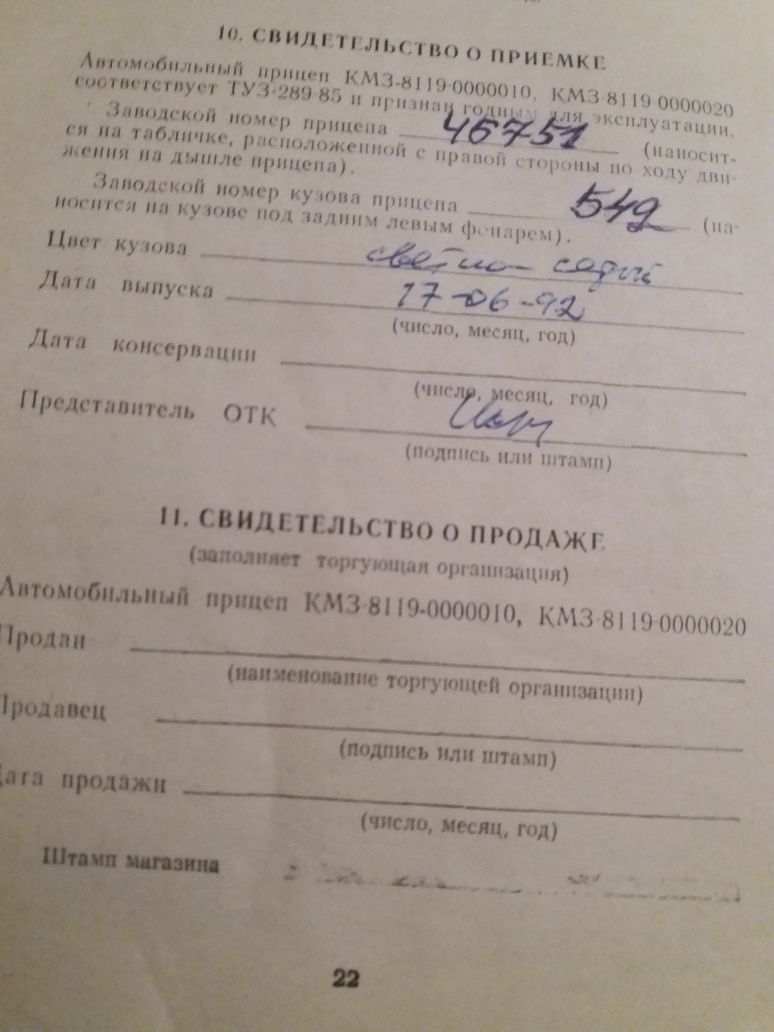 10. СВИДЕТЕЛЬСТВО О ПРИЕМКЕ
Автомобильный прицеп КМЗ-8119-0000010, КМЗ-8119-0000020
соответствует ТУЗ-289-85 и признан годным для эксплуатации.
Заводской номер прицепа 46751 (наносит-
ся на табличке, расположенной с правой стороны по ходу дви-
жения на дышле прицепа).
Заводской номер кузова прицепа 549 (на-
носится на кузове под задним левым фонарем).
Цвет кузова светло-серый
Дата выпуска 17-06-92
(число, месяц, год)
Дата консервации
(число, месяц, год)
Представитель ОТК
(подпись или штамп)
11. СВИДЕТЕЛЬСТВО О ПРОДАЖЕ
(заполняет торгующая организация)
Автомобильный прицеп КМЗ-8119-0000010, КМЗ-8119-0000020
Продан
(наименование торгующей организации)
Продавец
(подпись или штамп)
Дата продажи
(число, месяц, год)
Штамп магазина
22